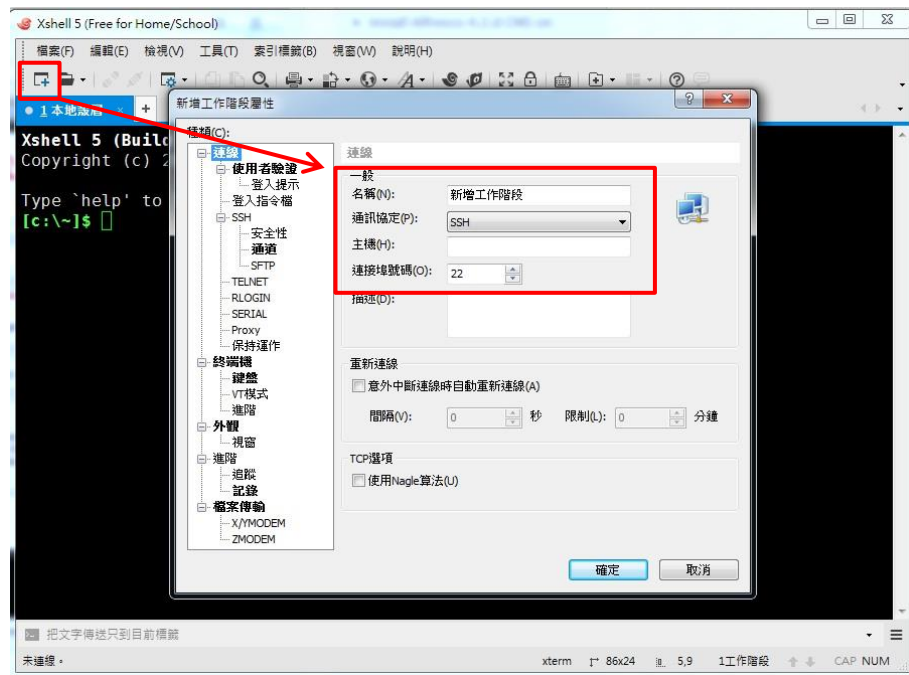 Xshell 5 (Free for Home/School)
檔案(F) 編輯(E) 檢視(V) 工具(T) 索引標籤(B) 視窗(W) 說明(H)
1本地
新增工作階段屬性
Xshell 5 (Build
Copyright (c) 2
Type `help' to
[c:\~]$
種類(C):
連線
使用者驗證
登入提示
登入指令檔
SSH
安全性
通道
SFTP
TELNET
RLOGIN
SERIAL
Proxy
保持運作
終端機
鍵盤
VT模式
進階
外觀
視窗
進階
追蹤
記錄
檔案傳輸
X/YMODEM
ZMODEM
連線
一般
名稱(N): 新增工作階段
通訊協定(P): SSH
主機(H):
連接埠號碼(O): 22
描述(D):
重新連線
意外中斷連線時自動重新連線(A)
間隔(V): 0 秒 限制(L): 0 分鐘
TCP選項
使用Nagle算法(U)
確定 取消
把文字傳送只到目前標籤
未連線。 xterm 86x24 5,9 1工作階段 CAP NUM